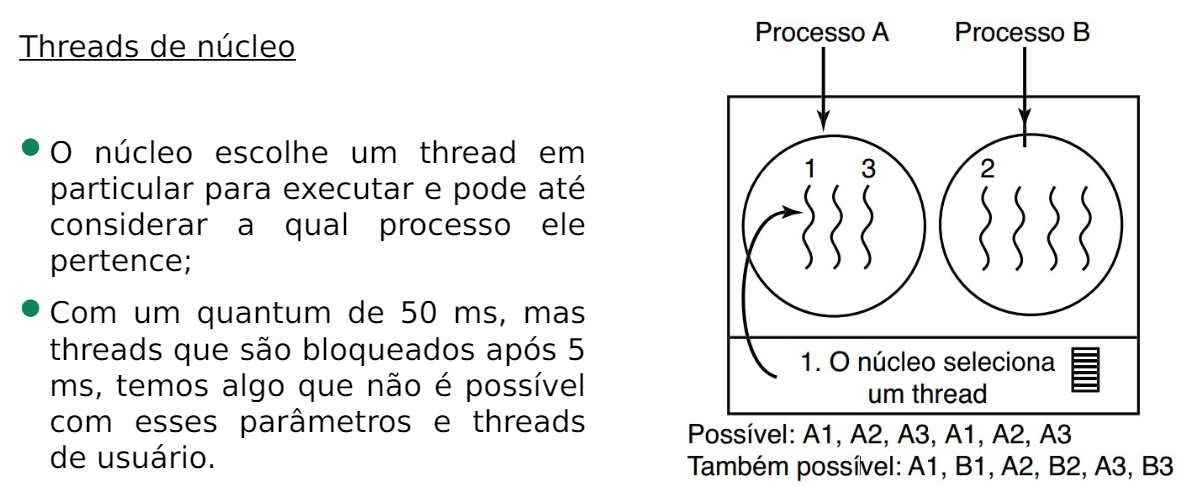 Threads de núcleo
O núcleo escolhe um thread em
particular para executar e pode até
considerar a qual processo ele
pertence;
Com um quantum de 50 ms, mas
threads que são bloqueados após 5
ms, temos algo que não é possível
com esses parâmetros e threads
de usuário.
Processo A
Processo B
1 3
2
1. O núcleo seleciona
um thread
Possível: A1, A2, A3, A1, A2, A3
Também possível: A1, B1, A2, B2, A3, B3